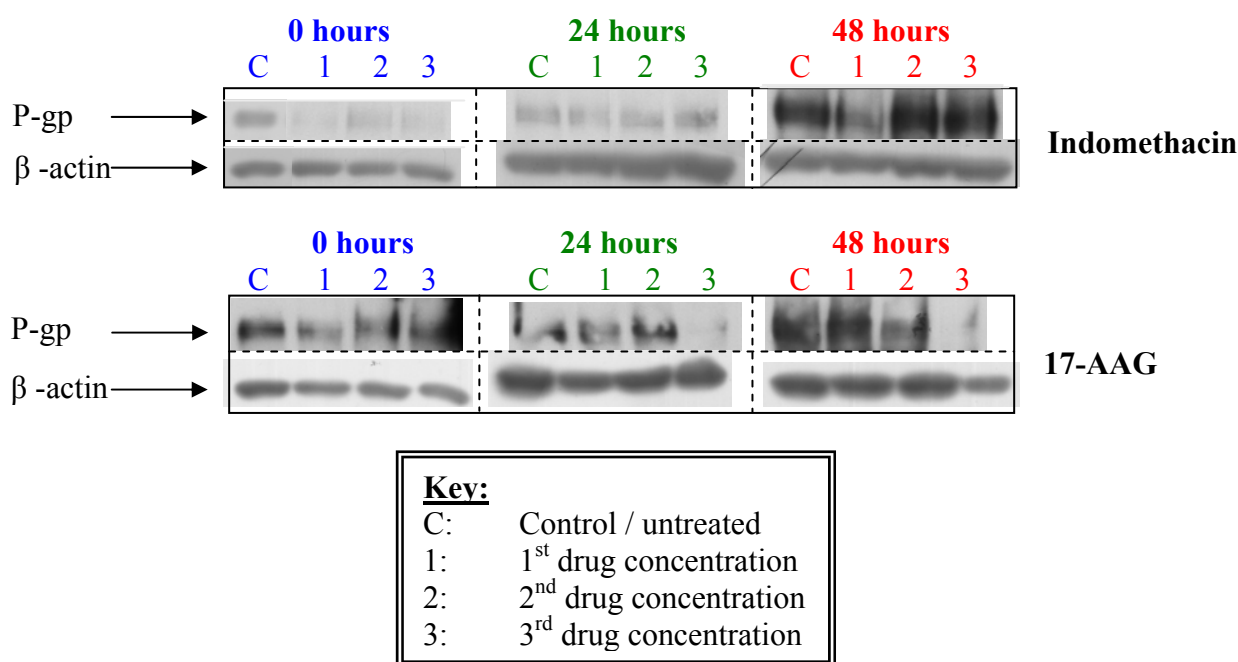 0 hours 24 hours 48 hours
C 1 2 3 C 1 2 3 C 1 2 3
P-gp
Indomethacin
β -actin
0 hours 24 hours 48 hours
C 1 2 3 C 1 2 3 C 1 2 3
P-gp
17-AAG
β -actin
Key:
C: Control / untreated
1: 1st drug concentration
2: 2nd drug concentration
3: 3rd drug concentration